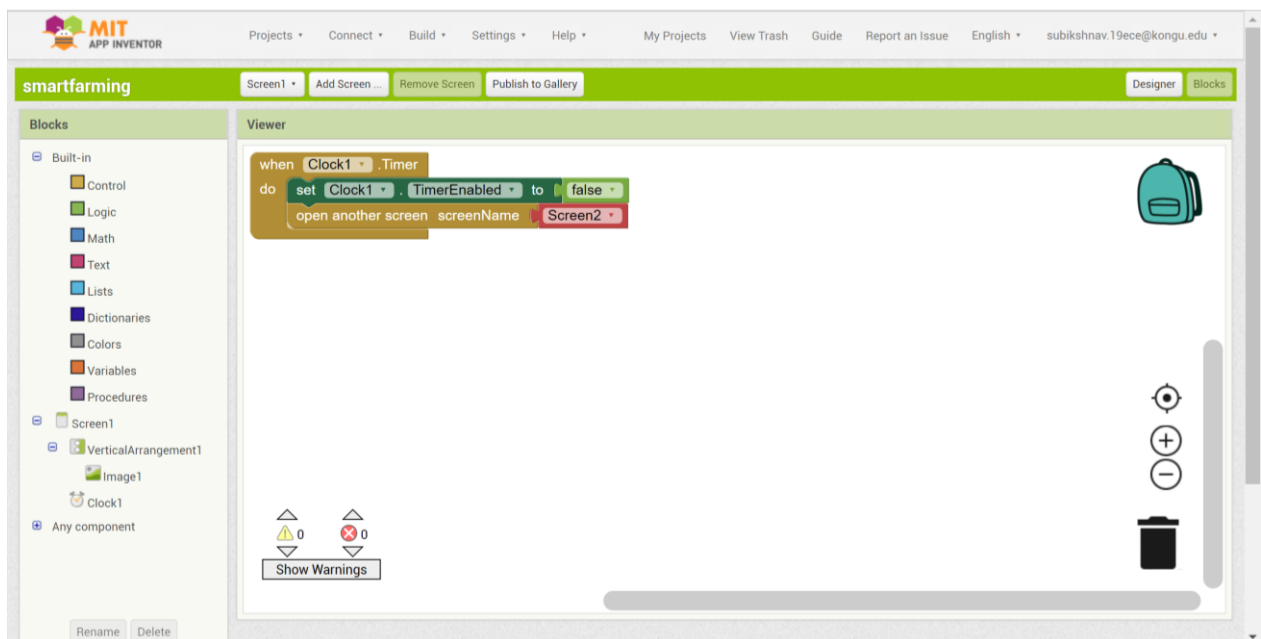 MIT
APP INVENTOR
Projects Connect Build Settings Help My Projects View Trash Guide Report an Issue English subikshnav.19ece@kongu.edu
smartfarming
Screen1 Add Screen ... Remove Screen Publish to Gallery Designer Blocks
Blocks
Built-in
Control
Logic
Math
Text
Lists
Dictionaries
Colors
Variables
Procedures
Screen1
VerticalArrangement1
Image1
Clock1
Any component
Rename Delete
Viewer
when Clock1 .Timer
do set Clock1 . TimerEnabled to false
open another screen screenName Screen2
0 0
Show Warnings